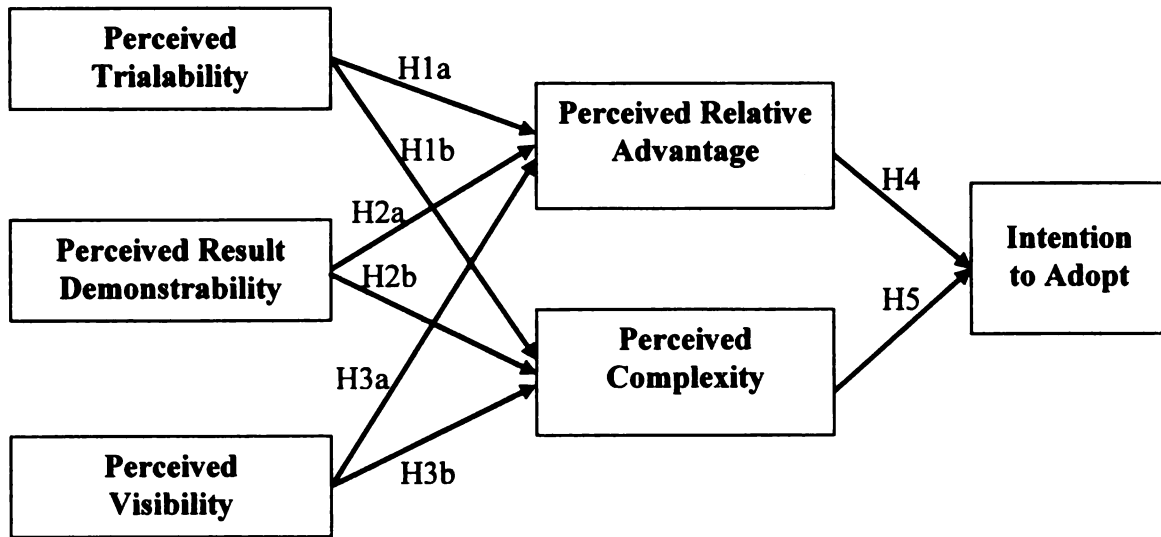 Perceived
Trialability
H1a
Perceived Relative
Advantage
H1b
H4
H2a
Perceived Result
Demonstrability
H2b
Intention
to Adopt
H5
Perceived
Complexity
H3a
Perceived
Visibility
H3b